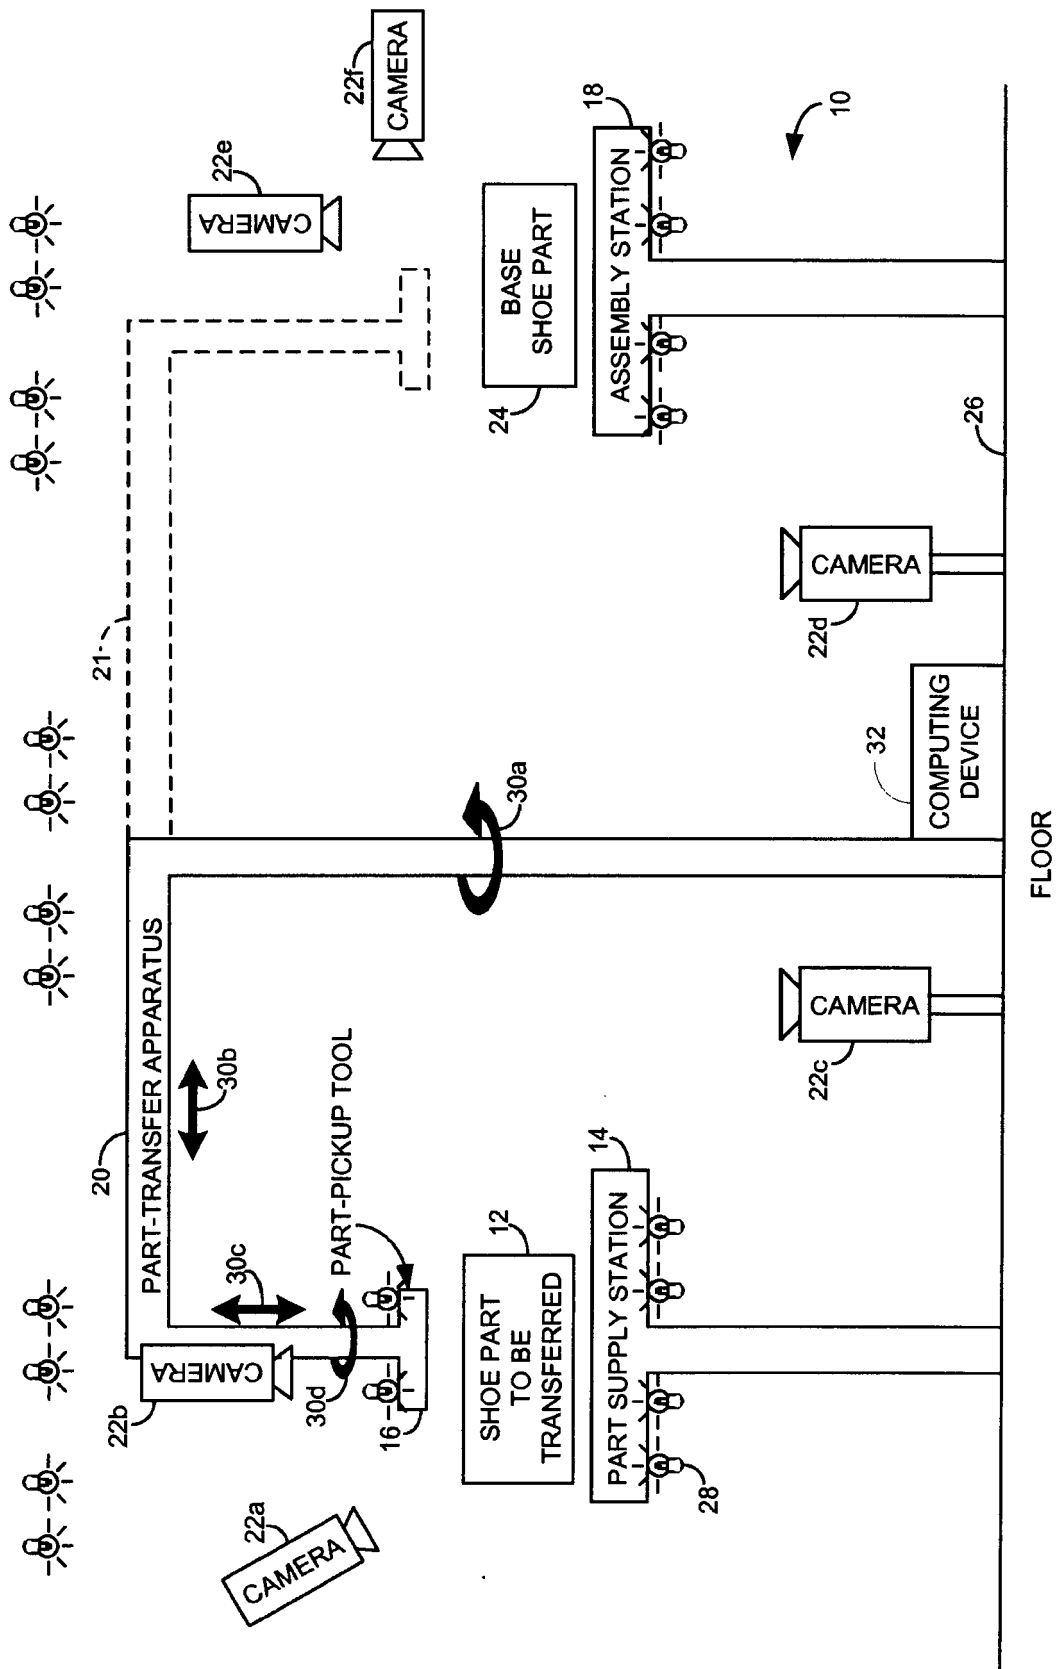 22a
CAMERA
22b
CAMERA
20
PART-TRANSFER APPARATUS
30b
30c
30d
16
PART-PICKUP TOOL
12
SHOE PART
TO BE
TRANSFERRED
14
PART SUPPLY STATION
28
22c
CAMERA
30a
21
32
COMPUTING
DEVICE
22d
CAMERA
26
FLOOR
22e
CAMERA
22f
CAMERA
24
BASE
SHOE PART
18
ASSEMBLY STATION
10